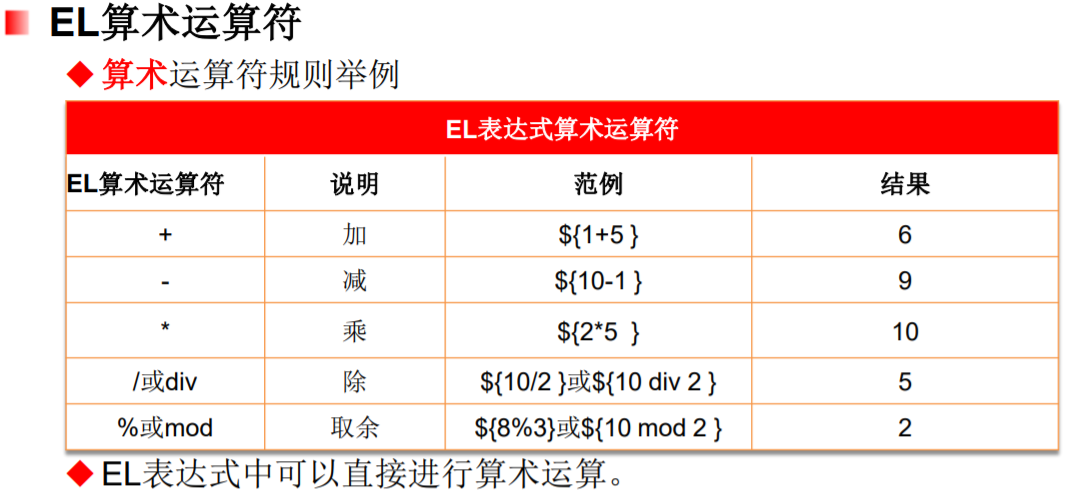 EL算术运算符
算术运算符规则举例
EL表达式算术运算符
EL算术运算符 说明 范例 结果
+ 加 ${1+5 } 6
- 减 ${10-1 } 9
* 乘 ${2*5  } 10
/或div 除 ${10/2 }或${10 div 2 } 5
%或mod 取余 ${8%3}或${10 mod 2 } 2
EL表达式中可以直接进行算术运算。